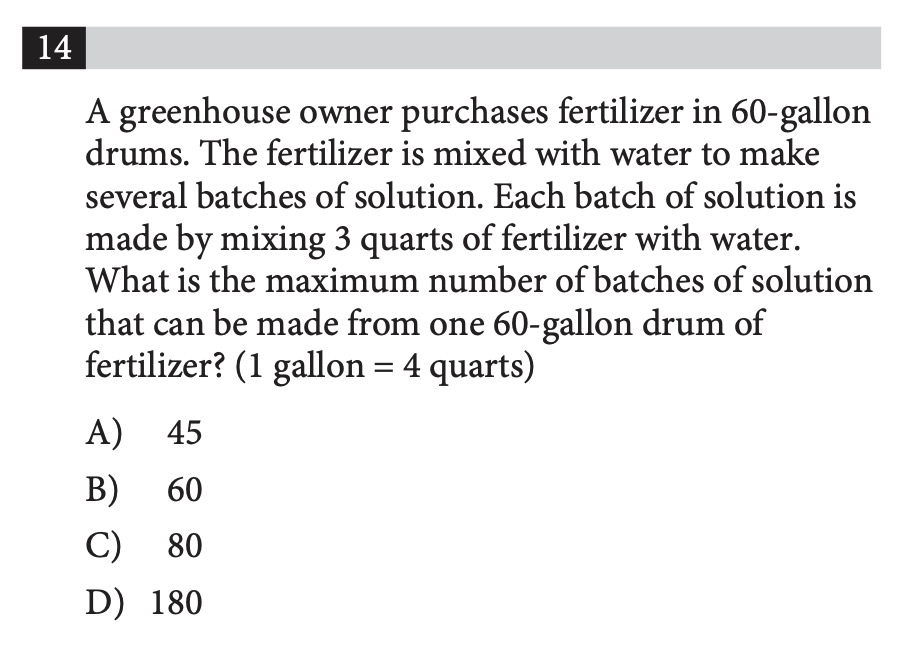 14
A greenhouse owner purchases fertilizer in 60-gallon
drums. The fertilizer is mixed with water to make
several batches of solution. Each batch of solution is
made by mixing 3 quarts of fertilizer with water.
What is the maximum number of batches of solution
that can be made from one 60-gallon drum of
fertilizer? (1 gallon = 4 quarts)
A) 45
B) 60
C) 80
D) 180